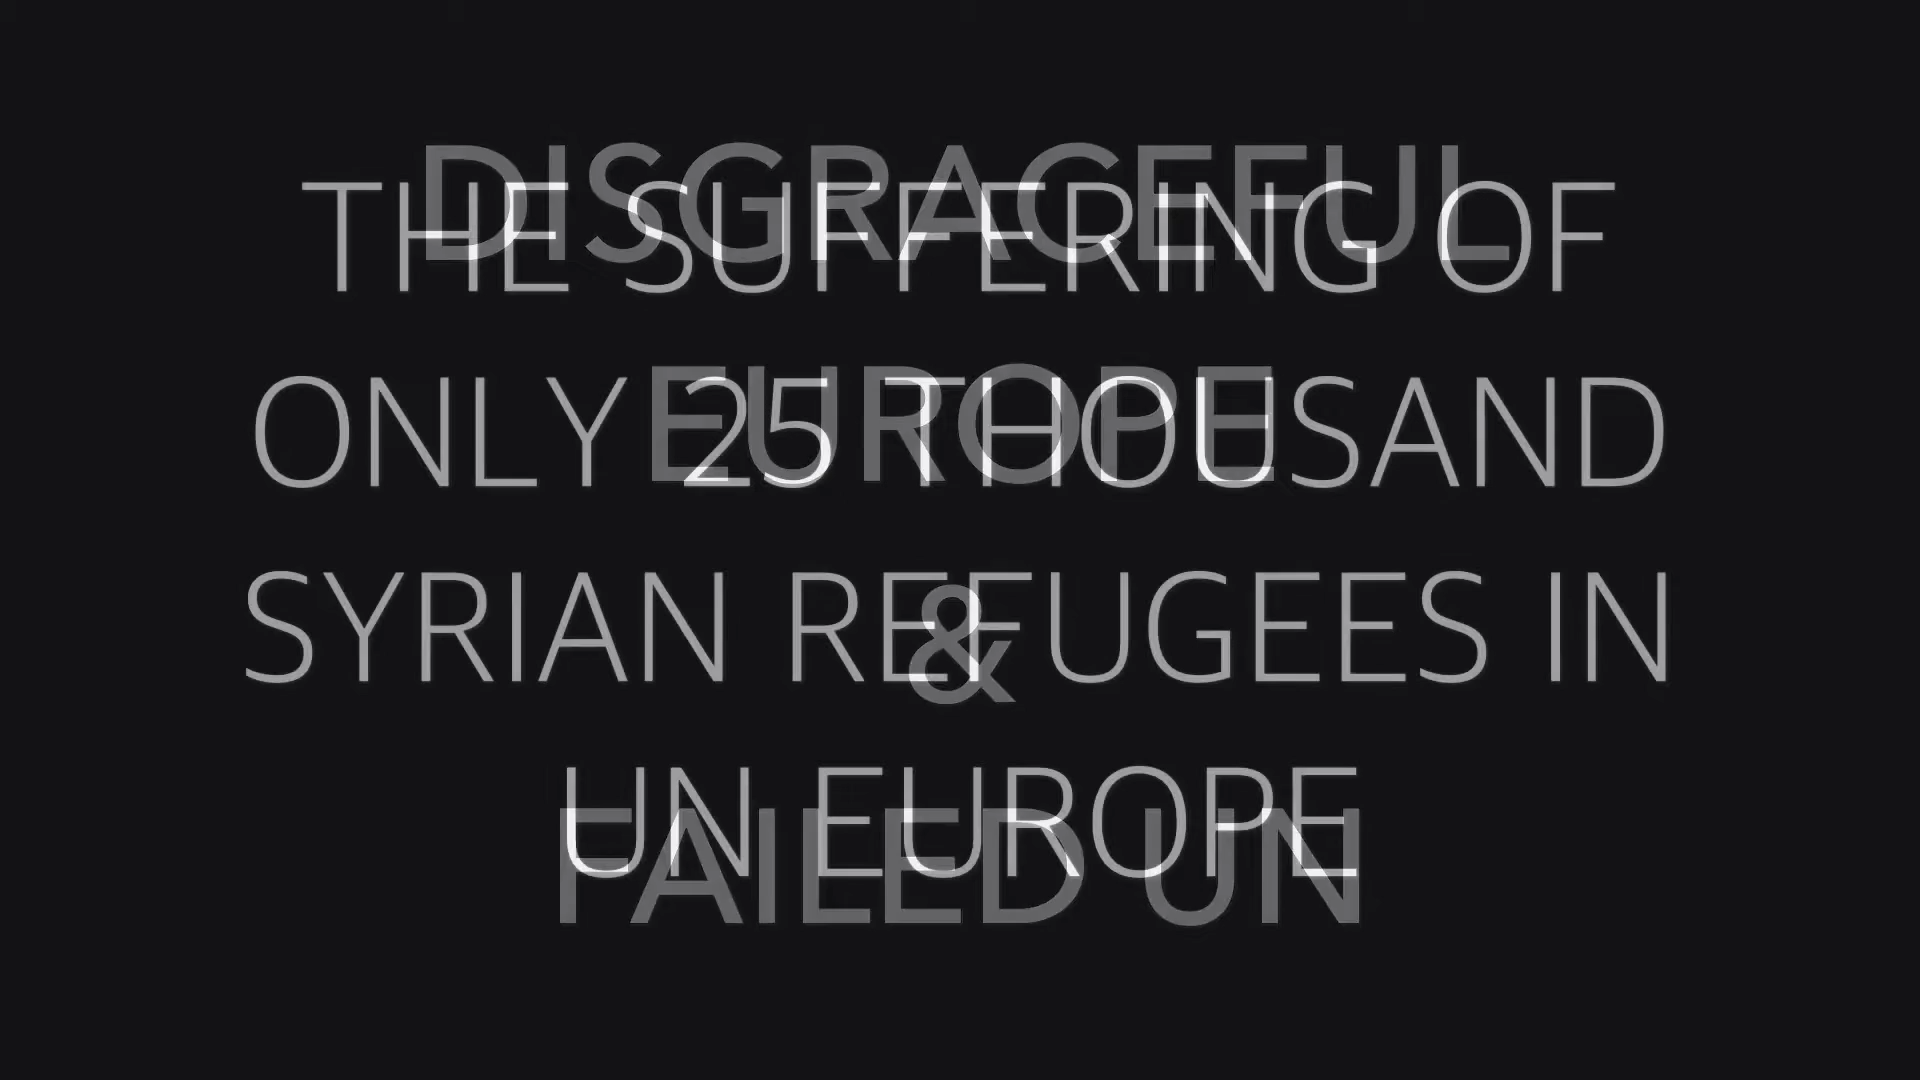 DISGRACEFUL
THE SUFFERING OF
EUROPE
ONLY 25 THOUSAND
SYRIAN REFUGEES IN
&
UN EUROPE
FAILED UN